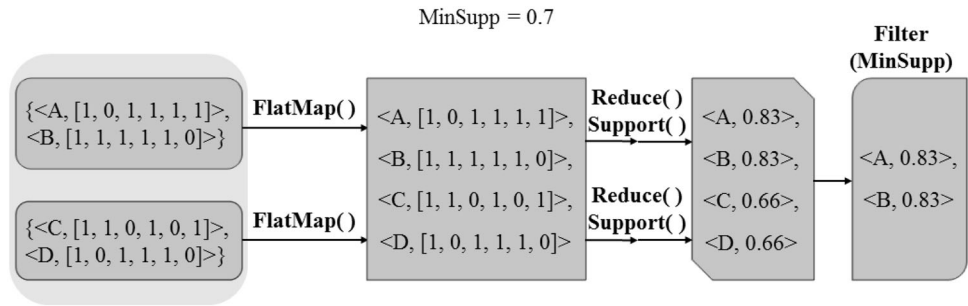 MinSupp = 0.7
{<A, [1, 0, 1, 1, 1, 1]>,
<B, [1, 1, 1, 1, 1, 0]>}
FlatMap( )
{<C, [1, 1, 0, 1, 0, 1]>,
<D, [1, 0, 1, 1, 1, 0]>}
FlatMap( )
<A, [1, 0, 1, 1, 1, 1]>,
<B, [1, 1, 1, 1, 1, 0]>,
<C, [1, 1, 0, 1, 0, 1]>,
<D, [1, 0, 1, 1, 1, 0]>
Reduce( )
Support( )
Reduce( )
Support( )
<A, 0.83>,
<B, 0.83>,
<C, 0.66>,
<D, 0.66>
Filter
(MinSupp)
<A, 0.83>,
<B, 0.83>